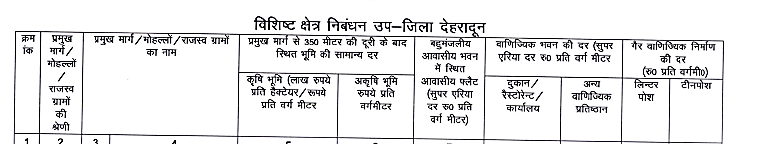 विशिष्ट क्षेत्र निबंधन उप–जिला देहरादून
क्रम
ांक
प्रमुख
मार्ग/
मोहल्लों
/
राजस्व
ग्रामों
की
श्रेणी
प्रमुख मार्ग/मोहल्लों/राजस्व ग्रामों
का नाम
प्रमुख मार्ग से 350 मीटर की दूरी के बाद
स्थित भूमि की सामान्य दर
कृषि भूमि (लाख रुपये
प्रति हैक्टेयर/रूपये
प्रति वर्ग मीटर
अकृषि भूमि
रुपये प्रति
वर्गमीटर
बहुमंजलीय
आवासीय भवन
में स्थित
आवासीय फ्लैट
(सुपर एरिया
दर रु0 प्रति
वर्ग मीटर)
वाणिज्यिक भवन की दर (सुपर
एरिया दर रु0 प्रति वर्ग मीटर
दुकान/
रैस्टोरेन्ट/
कार्यालय
अन्य
वाणिज्यिक
प्रतिष्ठान
गैर वाणिज्यिक निर्माण
की दर
(रु0 प्रति वर्गमी0)
लिन्टर
पोश
टीनपोश
1 2 3 4